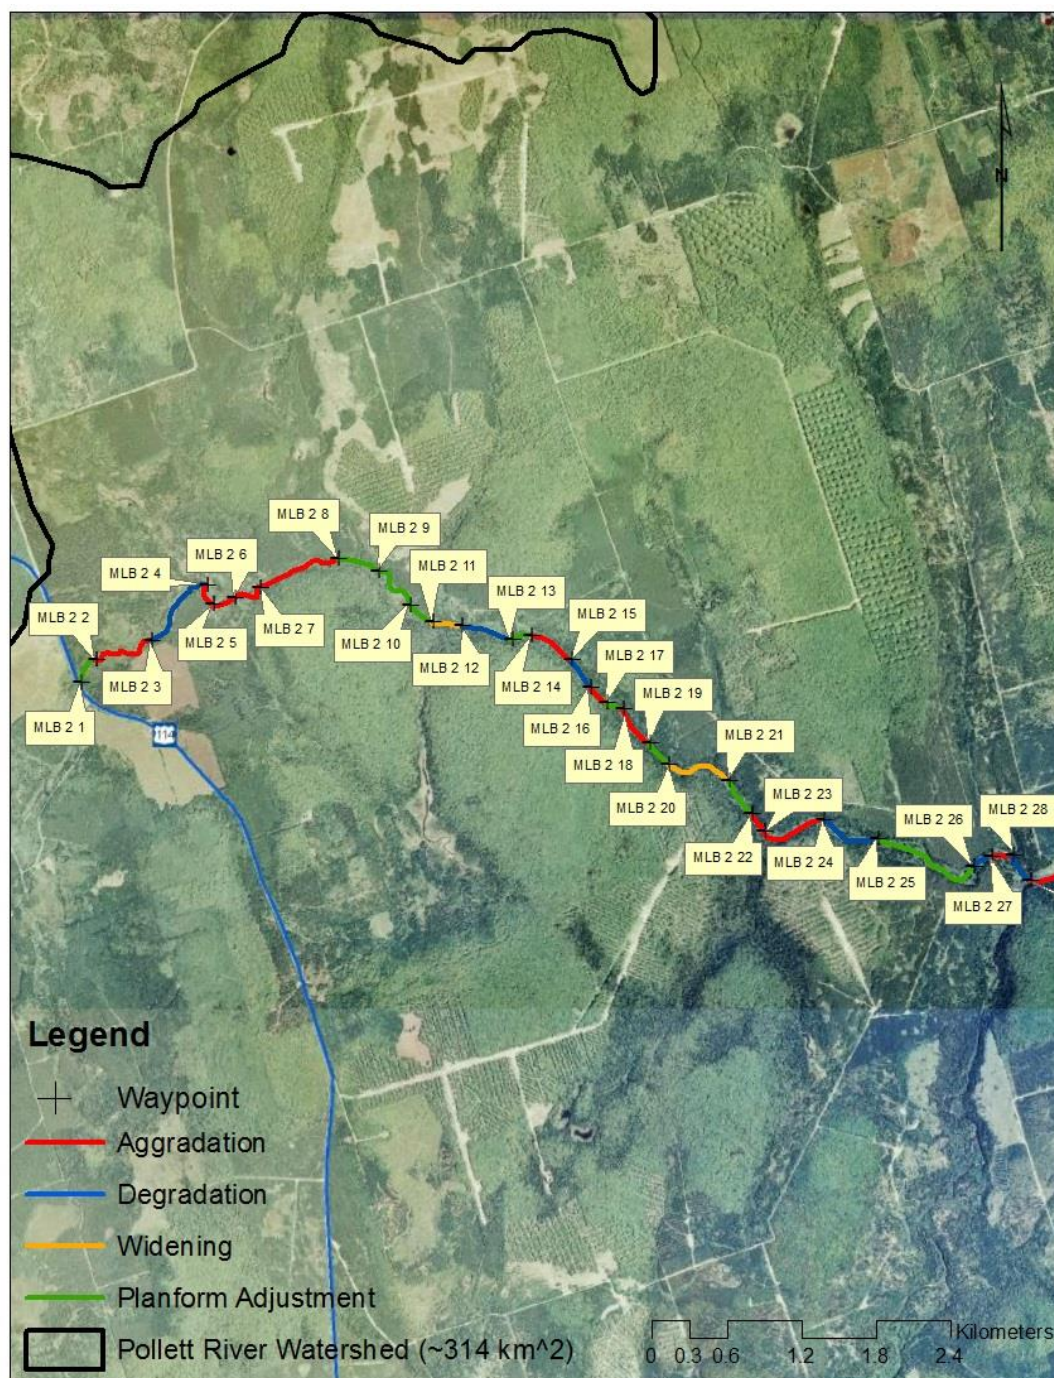 N
MLB 2 8
MLB 2 9
MLB 2 6
MLB 2 11
MLB 2 4
MLB 2 13
MLB 2 15
MLB 2 2
MLB 2 5
MLB 2 7
MLB 2 10
MLB 2 12
MLB 2 17
MLB 2 3
MLB 2 14
MLB 2 19
MLB 2 1
MLB 2 16
114
MLB 2 18
MLB 2 21
MLB 2 20
MLB 2 23
MLB 2 26
MLB 2 28
MLB 2 22
MLB 2 24
MLB 2 25
MLB 2 27
Legend
Waypoint
Aggradation
Degradation
Widening
Planform Adjustment
Pollett River Watershed (~314 km^2)
Kilometers
0 0.3 0.6 1.2 1.8 2.4